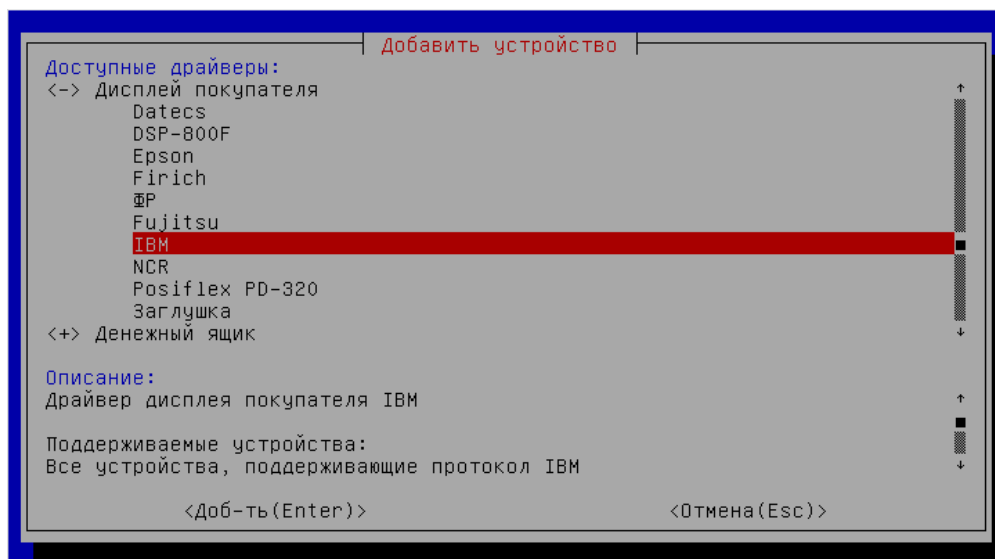 Добавить устройство
Доступные драйверы:
<-> Дисплей покупателя
Datecs
DSP-800F
Epson
Firich
ФР
Fujitsu
IBM
NCR
Posiflex PD-320
Заглушка
<+> Денежный ящик
Описание:
Драйвер дисплея покупателя IBM
Поддерживаемые устройства:
Все устройства, поддерживающие протокол IBM
<Доб-ть(Enter)> <Отмена(Esc)>